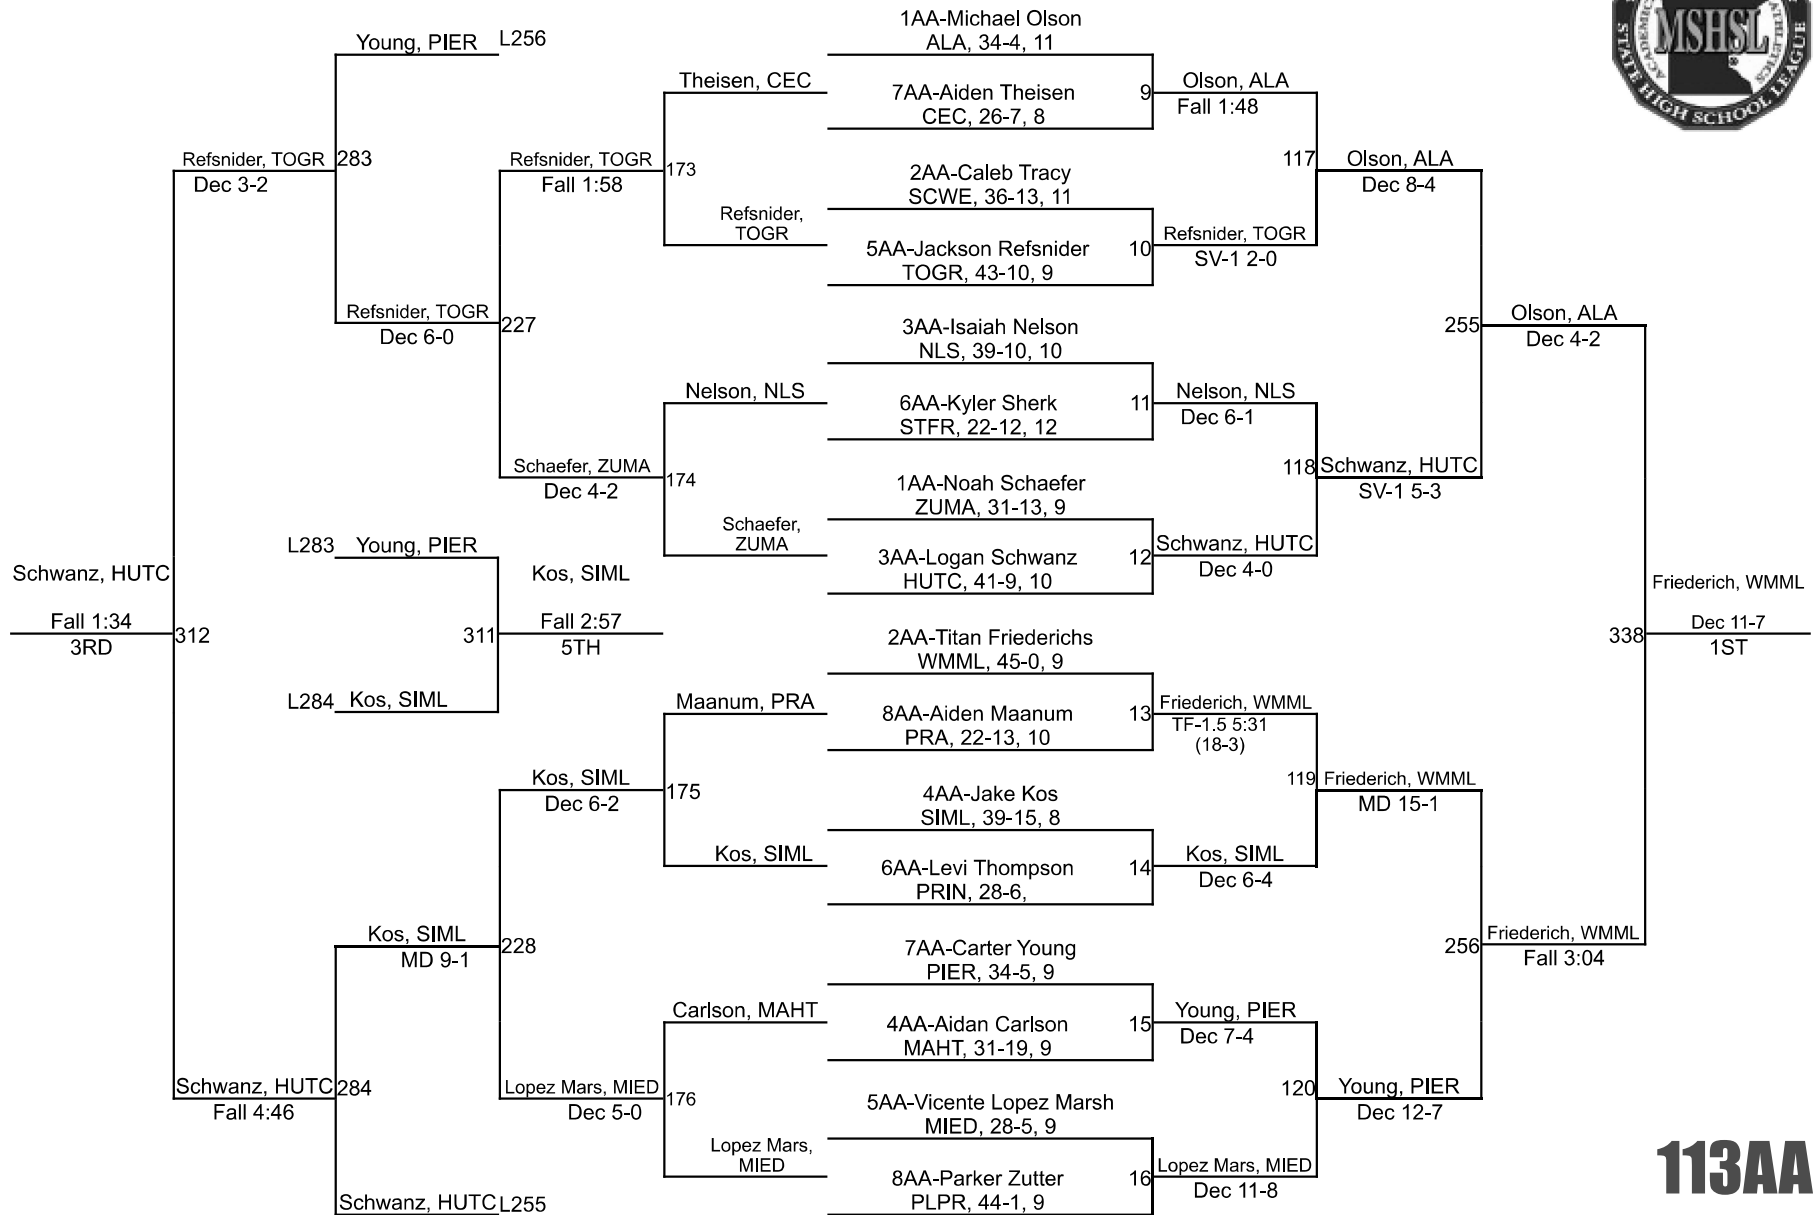 1AA-Michael Olson
ALA, 34-4, 11
7AA-Aiden Theisen
CEC, 26-7, 8
2AA-Caleb Tracy
SCWE, 36-13, 11
5AA-Jackson Refsnider
TOGR, 43-10, 9
3AA-Isaiah Nelson
NLS, 39-10, 10
6AA-Kyler Sherk
STFR, 22-12, 12
1AA-Noah Schaefer
ZUMA, 31-13, 9
3AA-Logan Schwanz
HUTC, 41-9, 10
2AA-Titan Friederichs
WMML, 45-0, 9
8AA-Aiden Maanum
PRA, 22-13, 10
4AA-Jake Kos
SIML, 39-15, 8
6AA-Levi Thompson
PRIN, 28-6,
7AA-Carter Young
PIER, 34-5, 9
4AA-Aidan Carlson
MAHT, 31-19, 9
5AA-Vicente Lopez Marsh
MIED, 28-5, 9
8AA-Parker Zutter
PLPR, 44-1, 9
9
Olson, ALA
Fall 1:48
10
Refsnider, TOGR
SV-1 2-0
11
Nelson, NLS
Dec 6-1
12
Schwanz, HUTC
Dec 4-0
13
Friederich, WMML
TF-1.5 5:31
(18-3)
14
Kos, SIML
Dec 6-4
15
Young, PIER
Dec 7-4
16
Lopez Mars, MIED
Dec 11-8
117
Olson, ALA
Dec 8-4
118
Schwanz, HUTC
SV-1 5-3
119
Friederich, WMML
MD 15-1
120
Young, PIER
Dec 12-7
255
Olson, ALA
Dec 4-2
256
Friederich, WMML
Fall 3:04
338
Friederich, WMML
Dec 11-7
1ST
Theisen, CEC
Refsnider,
TOGR
173
Refsnider, TOGR
Fall 1:58
Nelson, NLS
Schaefer,
ZUMA
174
Schaefer, ZUMA
Dec 4-2
Maanum, PRA
Kos, SIML
175
Kos, SIML
Dec 6-2
Carlson, MAHT
Lopez Mars,
MIED
176
Lopez Mars, MIED
Dec 5-0
227
Refsnider, TOGR
Dec 6-0
228
Kos, SIML
MD 9-1
Young, PIER
L256
283
Refsnider, TOGR
Dec 3-2
Schwanz, HUTC
L255
284
Schwanz, HUTC
Fall 4:46
L283
Young, PIER
L284
Kos, SIML
311
Kos, SIML
Fall 2:57
5TH
312
Schwanz, HUTC
Fall 1:34
3RD
MSHSL
STATE HIGH SCHOOL LEAGUE
113AA